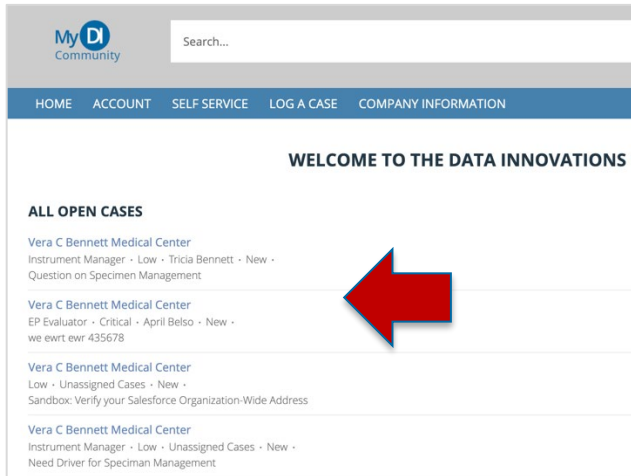 My DI
Community
Search...
HOME ACCOUNT SELF SERVICE LOG A CASE COMPANY INFORMATION
WELCOME TO THE DATA INNOVATIONS
ALL OPEN CASES
Vera C Bennett Medical Center
Instrument Manager • Low • Tricia Bennett • New •
Question on Specimen Management
Vera C Bennett Medical Center
EP Evaluator • Critical • April Belso • New •
we ewrt ewr 435678
Vera C Bennett Medical Center
Low • Unassigned Cases • New •
Sandbox: Verify your Salesforce Organization-Wide Address
Vera C Bennett Medical Center
Instrument Manager • Low • Unassigned Cases • New •
Need Driver for Speciman Management